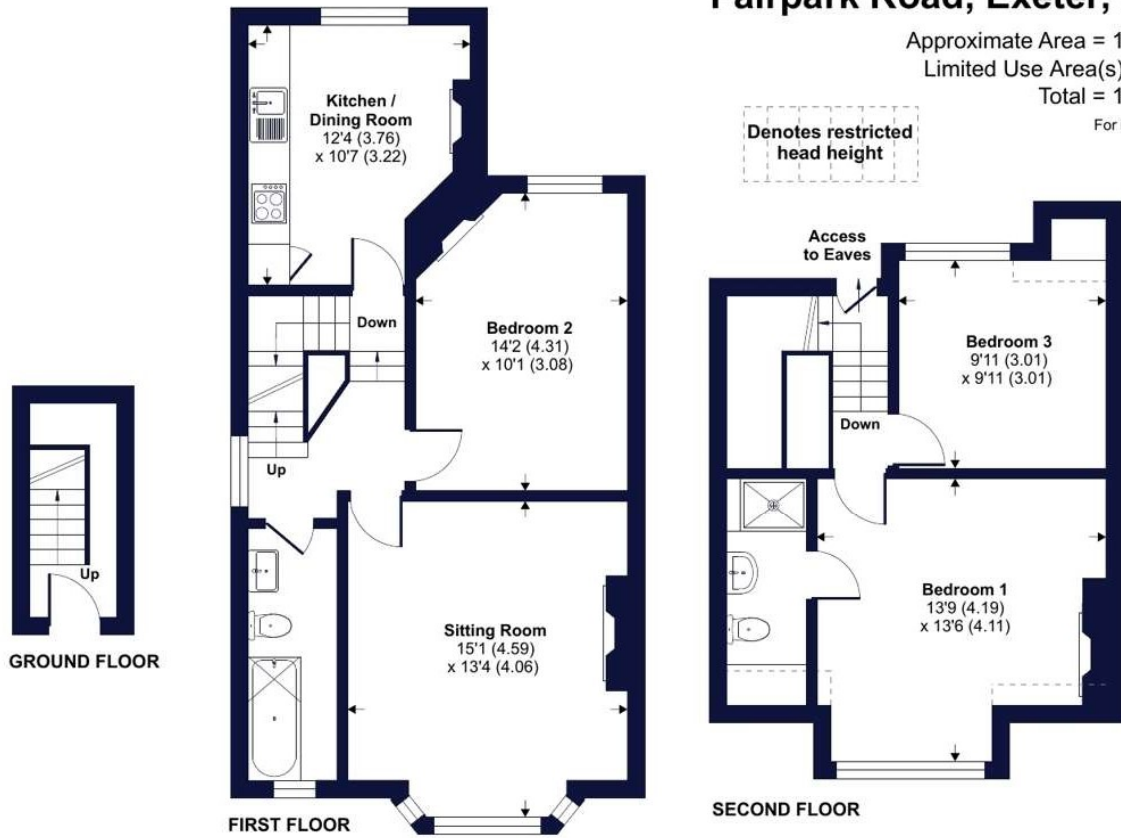 Fairpark Road, Exeter,
Approximate Area = 1
Limited Use Area(s)
Total = 1
For
Denotes restricted
head height
Kitchen /
Dining Room
12'4 (3.76)
x 10'7 (3.22)
Down
Bedroom 2
14'2 (4.31)
x 10'1 (3.08)
Up
Sitting Room
15'1 (4.59)
x 13'4 (4.06)
FIRST FLOOR
Up
GROUND FLOOR
Access
to Eaves
Bedroom 3
9'11 (3.01)
x 9'11 (3.01)
Down
Bedroom 1
13'9 (4.19)
x 13'6 (4.11)
SECOND FLOOR